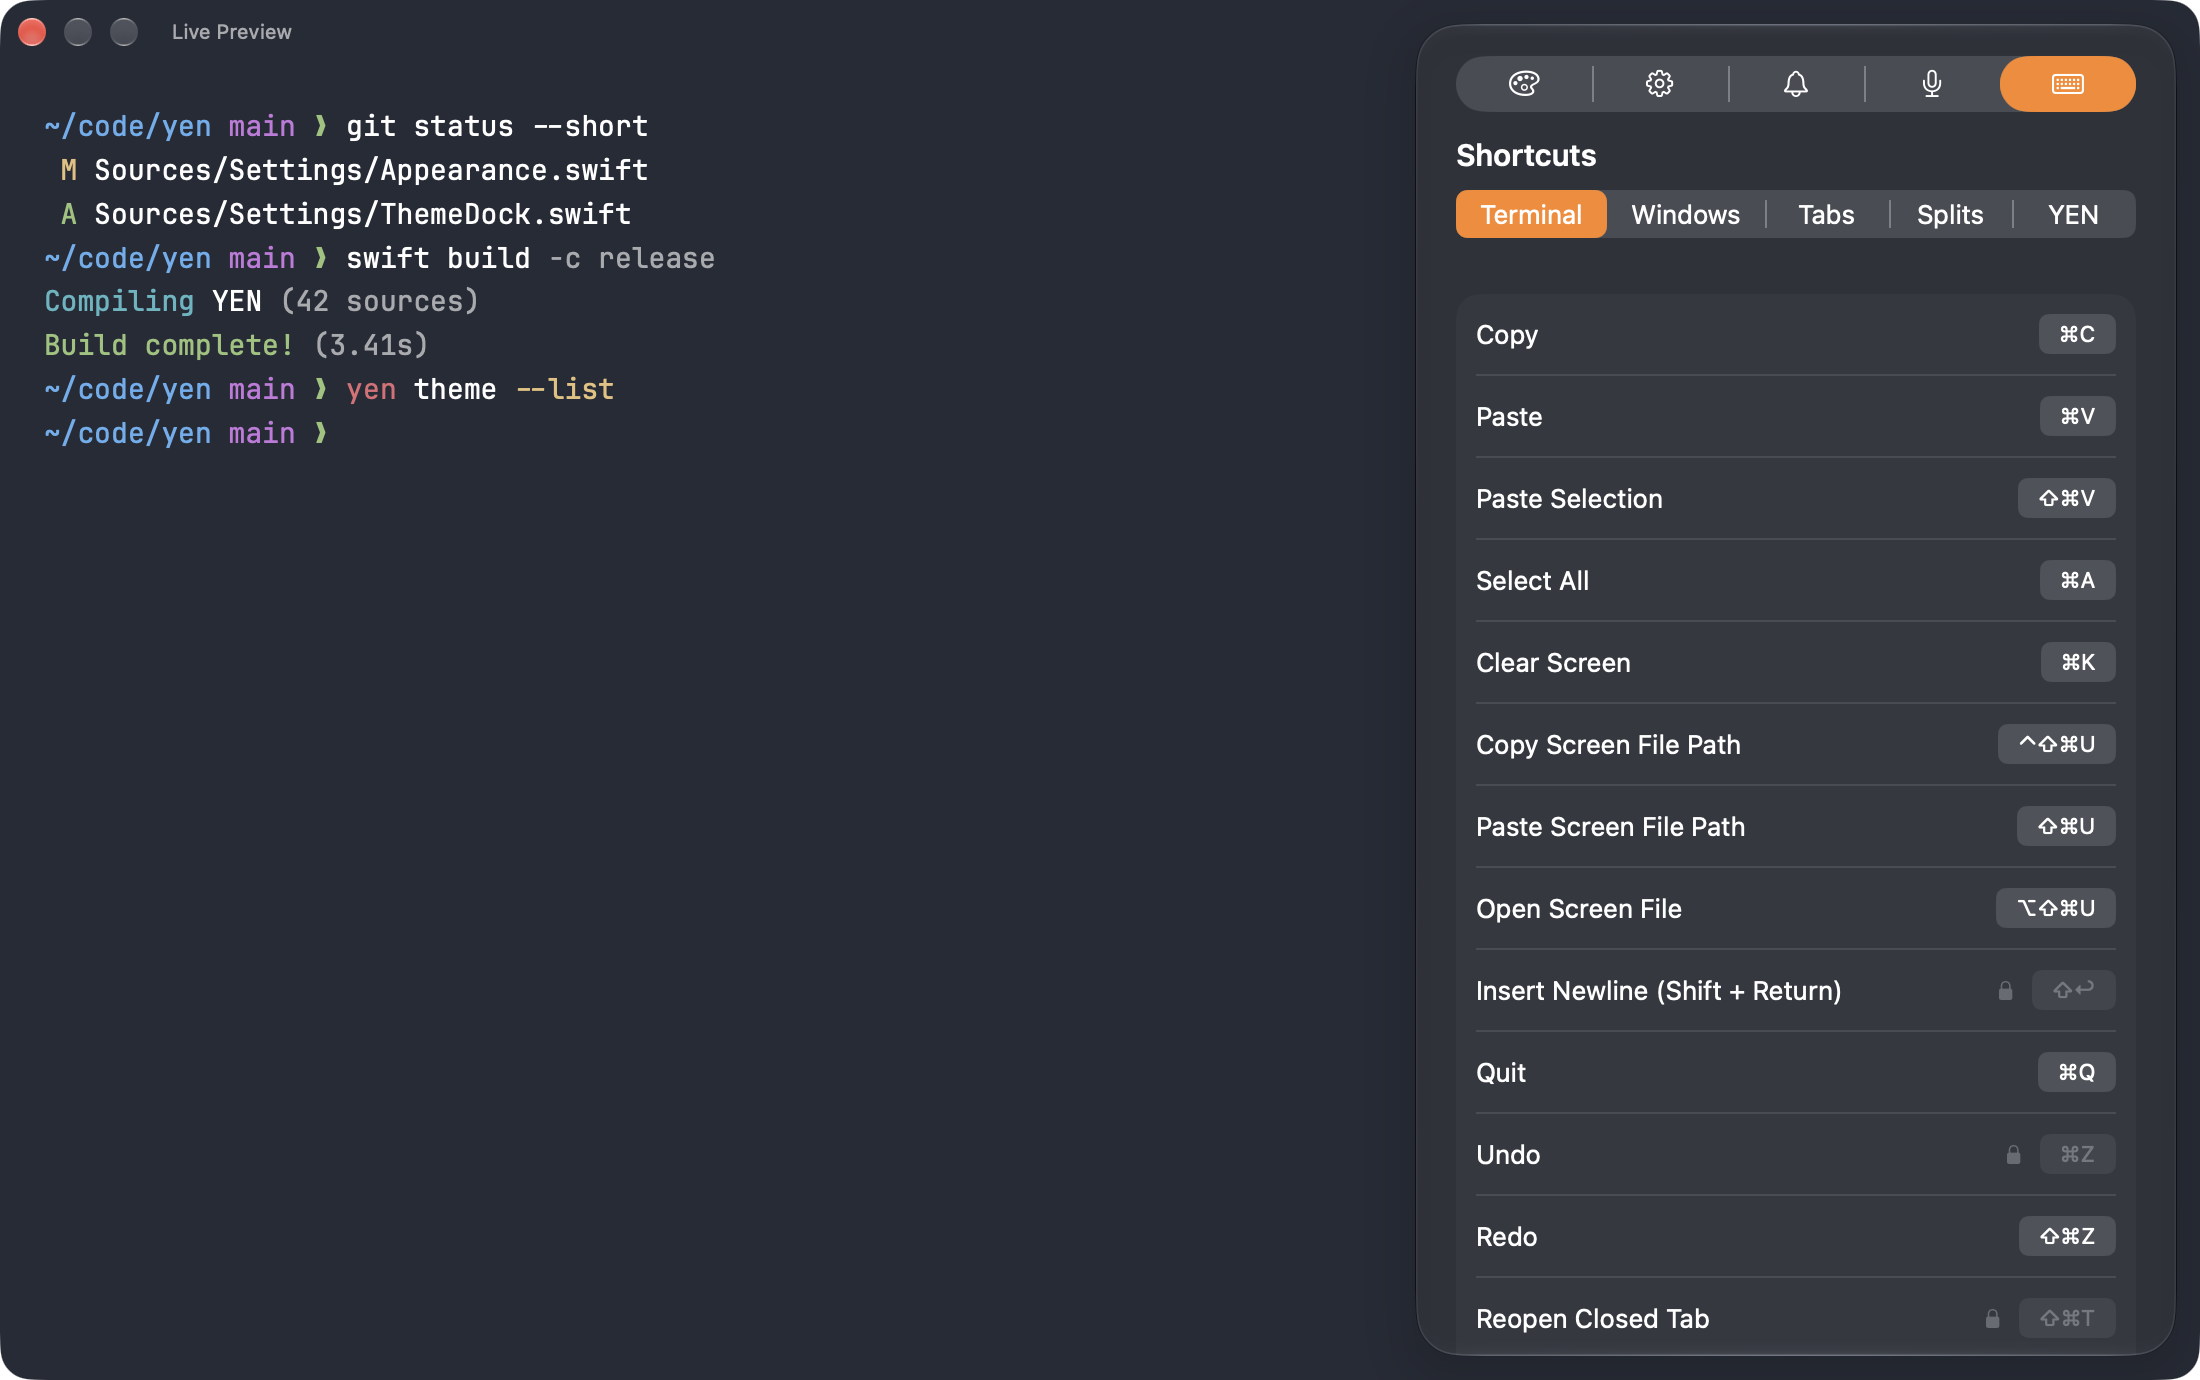 Live Preview
~/code/yen main ❱ git status --short
M Sources/Settings/Appearance.swift
A Sources/Settings/ThemeDock.swift
~/code/yen main ❱ swift build -c release
Compiling YEN (42 sources)
Build complete! (3.41s)
~/code/yen main ❱ yen theme --list
~/code/yen main ❱
Shortcuts
Terminal Windows Tabs Splits YEN
Copy ⌘C
Paste ⌘V
Paste Selection ⇧⌘V
Select All ⌘A
Clear Screen ⌘K
Copy Screen File Path ^⇧⌘U
Paste Screen File Path ⇧⌘U
Open Screen File ⌥⇧⌘U
Insert Newline (Shift + Return) ⇧↩
Quit ⌘Q
Undo ⌘Z
Redo ⇧⌘Z
Reopen Closed Tab ⇧⌘T